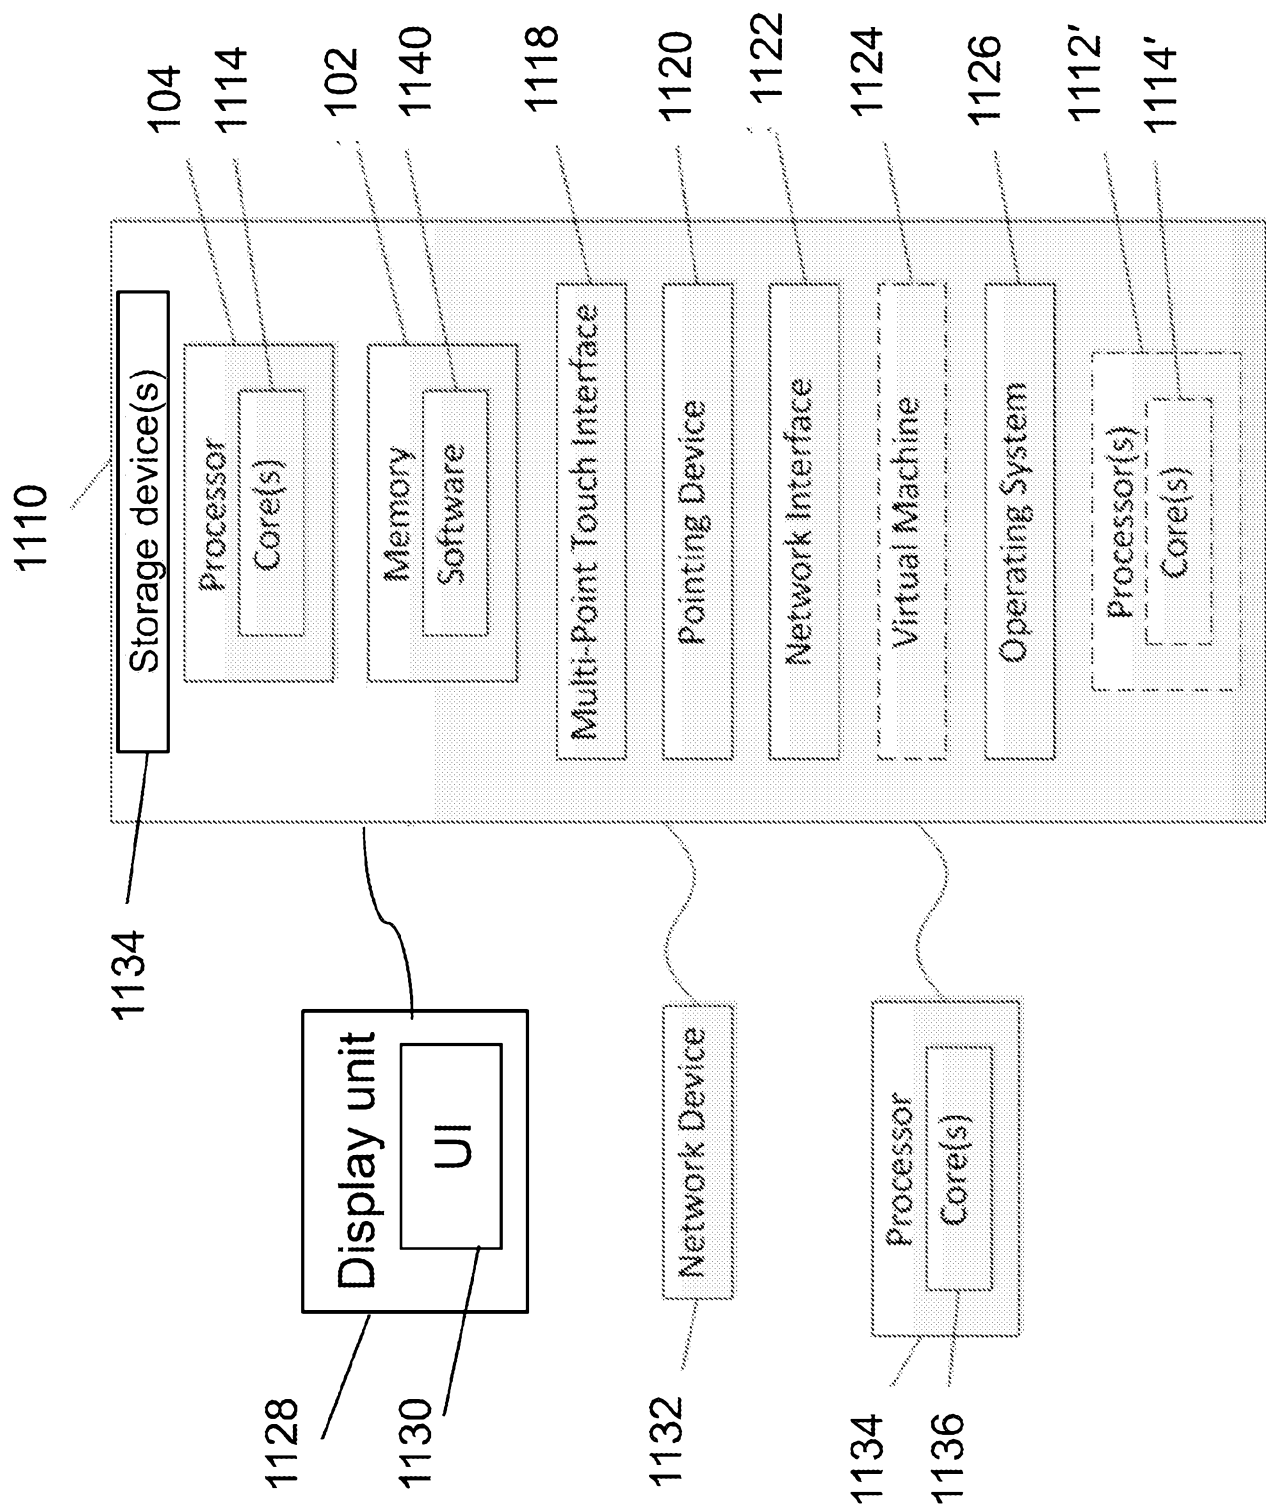 1110
104
1114
102
1140
1118
1120
1122
1124
1126
1112'
1114'
Storage device(s)
Processor
Core(s)
Memory
Software
Multi-Point Touch Interface
Pointing Device
Network Interface
Virtual Machine
Operating System
Processor(s)
Core(s)
1134
Display unit
UI
Network Device
Processor
Core(s)
1128
1130
1132
1134
1136